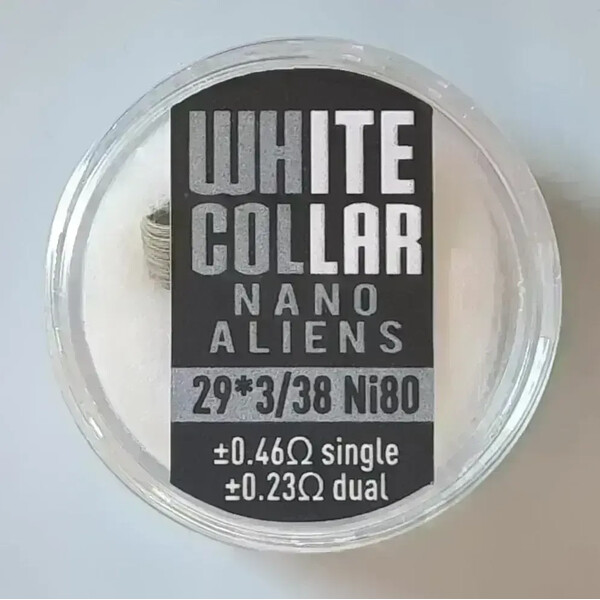 WHITE
COLLAR
NANO
ALIENS
29*3/38 Ni80
±0.46Ω single
±0.23Ω dual